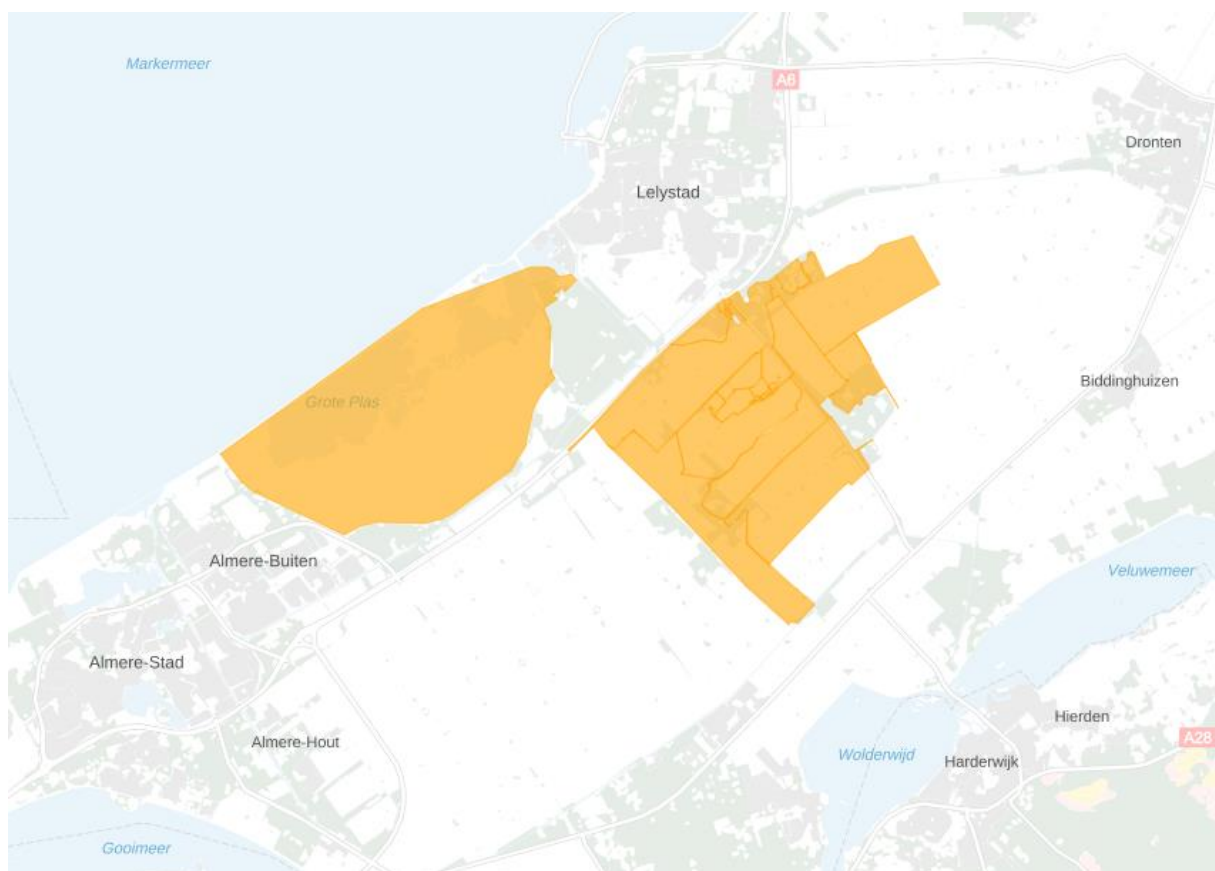 Markermeer
A6
Dronten
Lelystad
Biddinghuizen
Grote Plas
Almere-Buiten
Veluwemeer
Almere-Stad
Hierden
Almere-Hout
A28
Wolderwijd
Harderwijk
Gooimeer